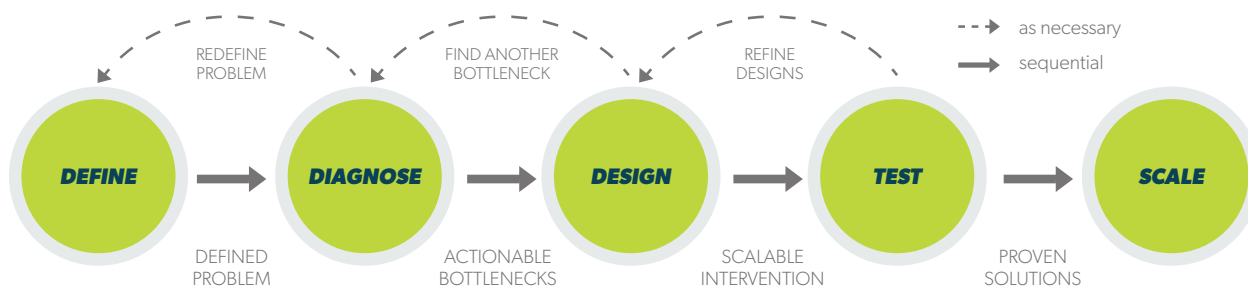 REDEFINE
PROBLEM
FIND ANOTHER
BOTTLENECK
REFINE
DESIGNS
as necessary
sequential
DEFINE
DIAGNOSE
DESIGN
TEST
SCALE
DEFINED
PROBLEM
ACTIONABLE
BOTTLENECKS
SCALABLE
INTERVENTION
PROVEN
SOLUTIONS